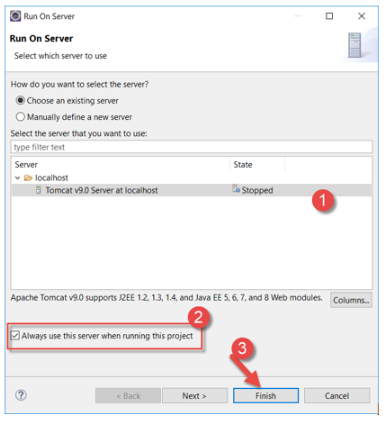 Run On Server
Run On Server
Select which server to use
How do you want to select the server?
Choose an existing server
Manually define a new server
Select the server that you want to use:
type filter text
Server State
localhost
Tomcat v9.0 Server at localhost Stopped
1
Apache Tomcat v9.0 supports J2EE 1.2, 1.3, 1.4, and Java EE 5, 6, 7, and 8 Web modules. Columns...
2
Always use this server when running this project
3
? < Back Next > Finish Cancel